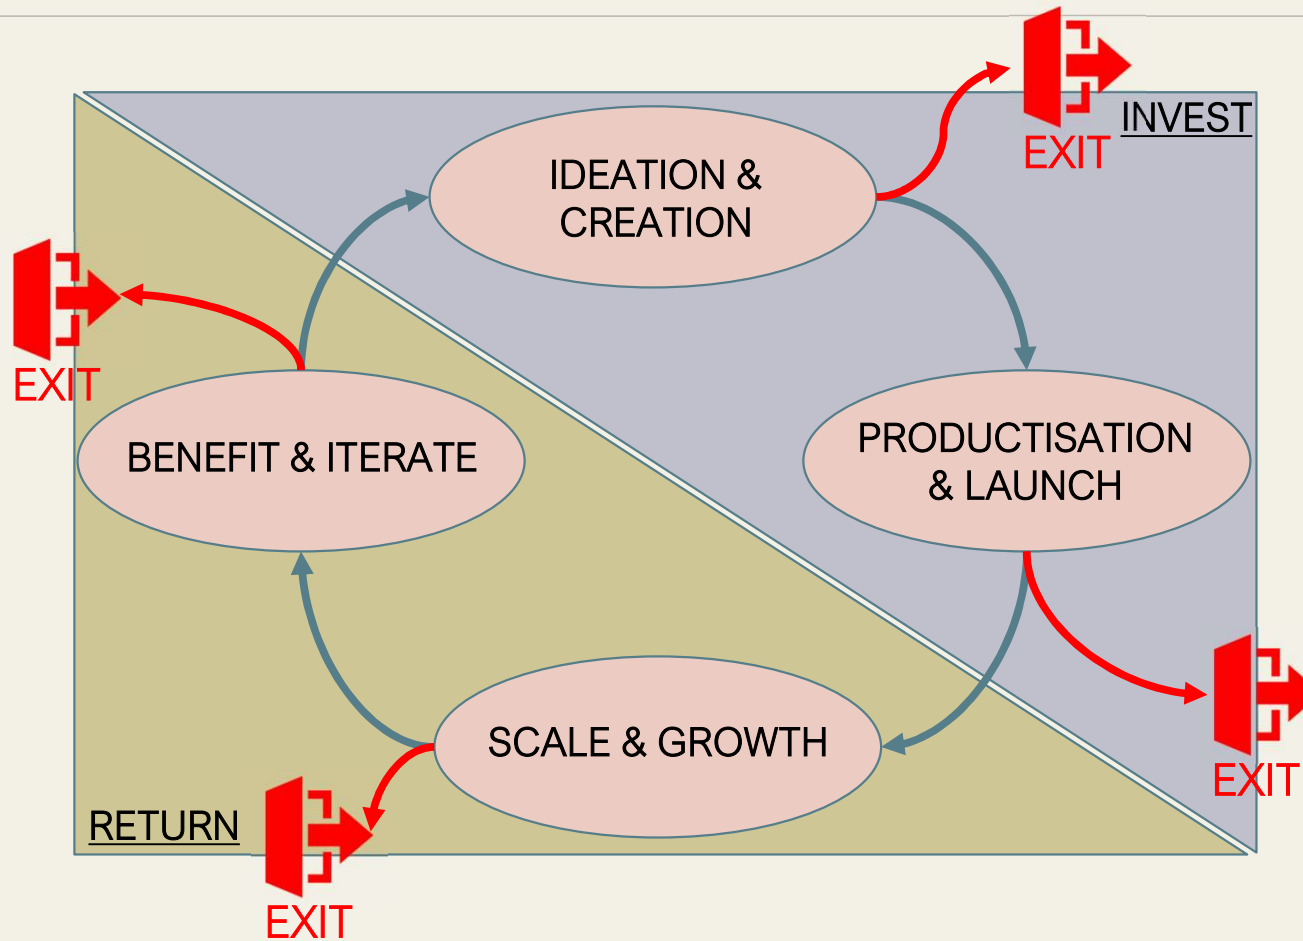 INVEST
EXIT
IDEATION &
CREATION
EXIT
BENEFIT & ITERATE
PRODUCTISATION
& LAUNCH
SCALE & GROWTH
EXIT
RETURN
EXIT